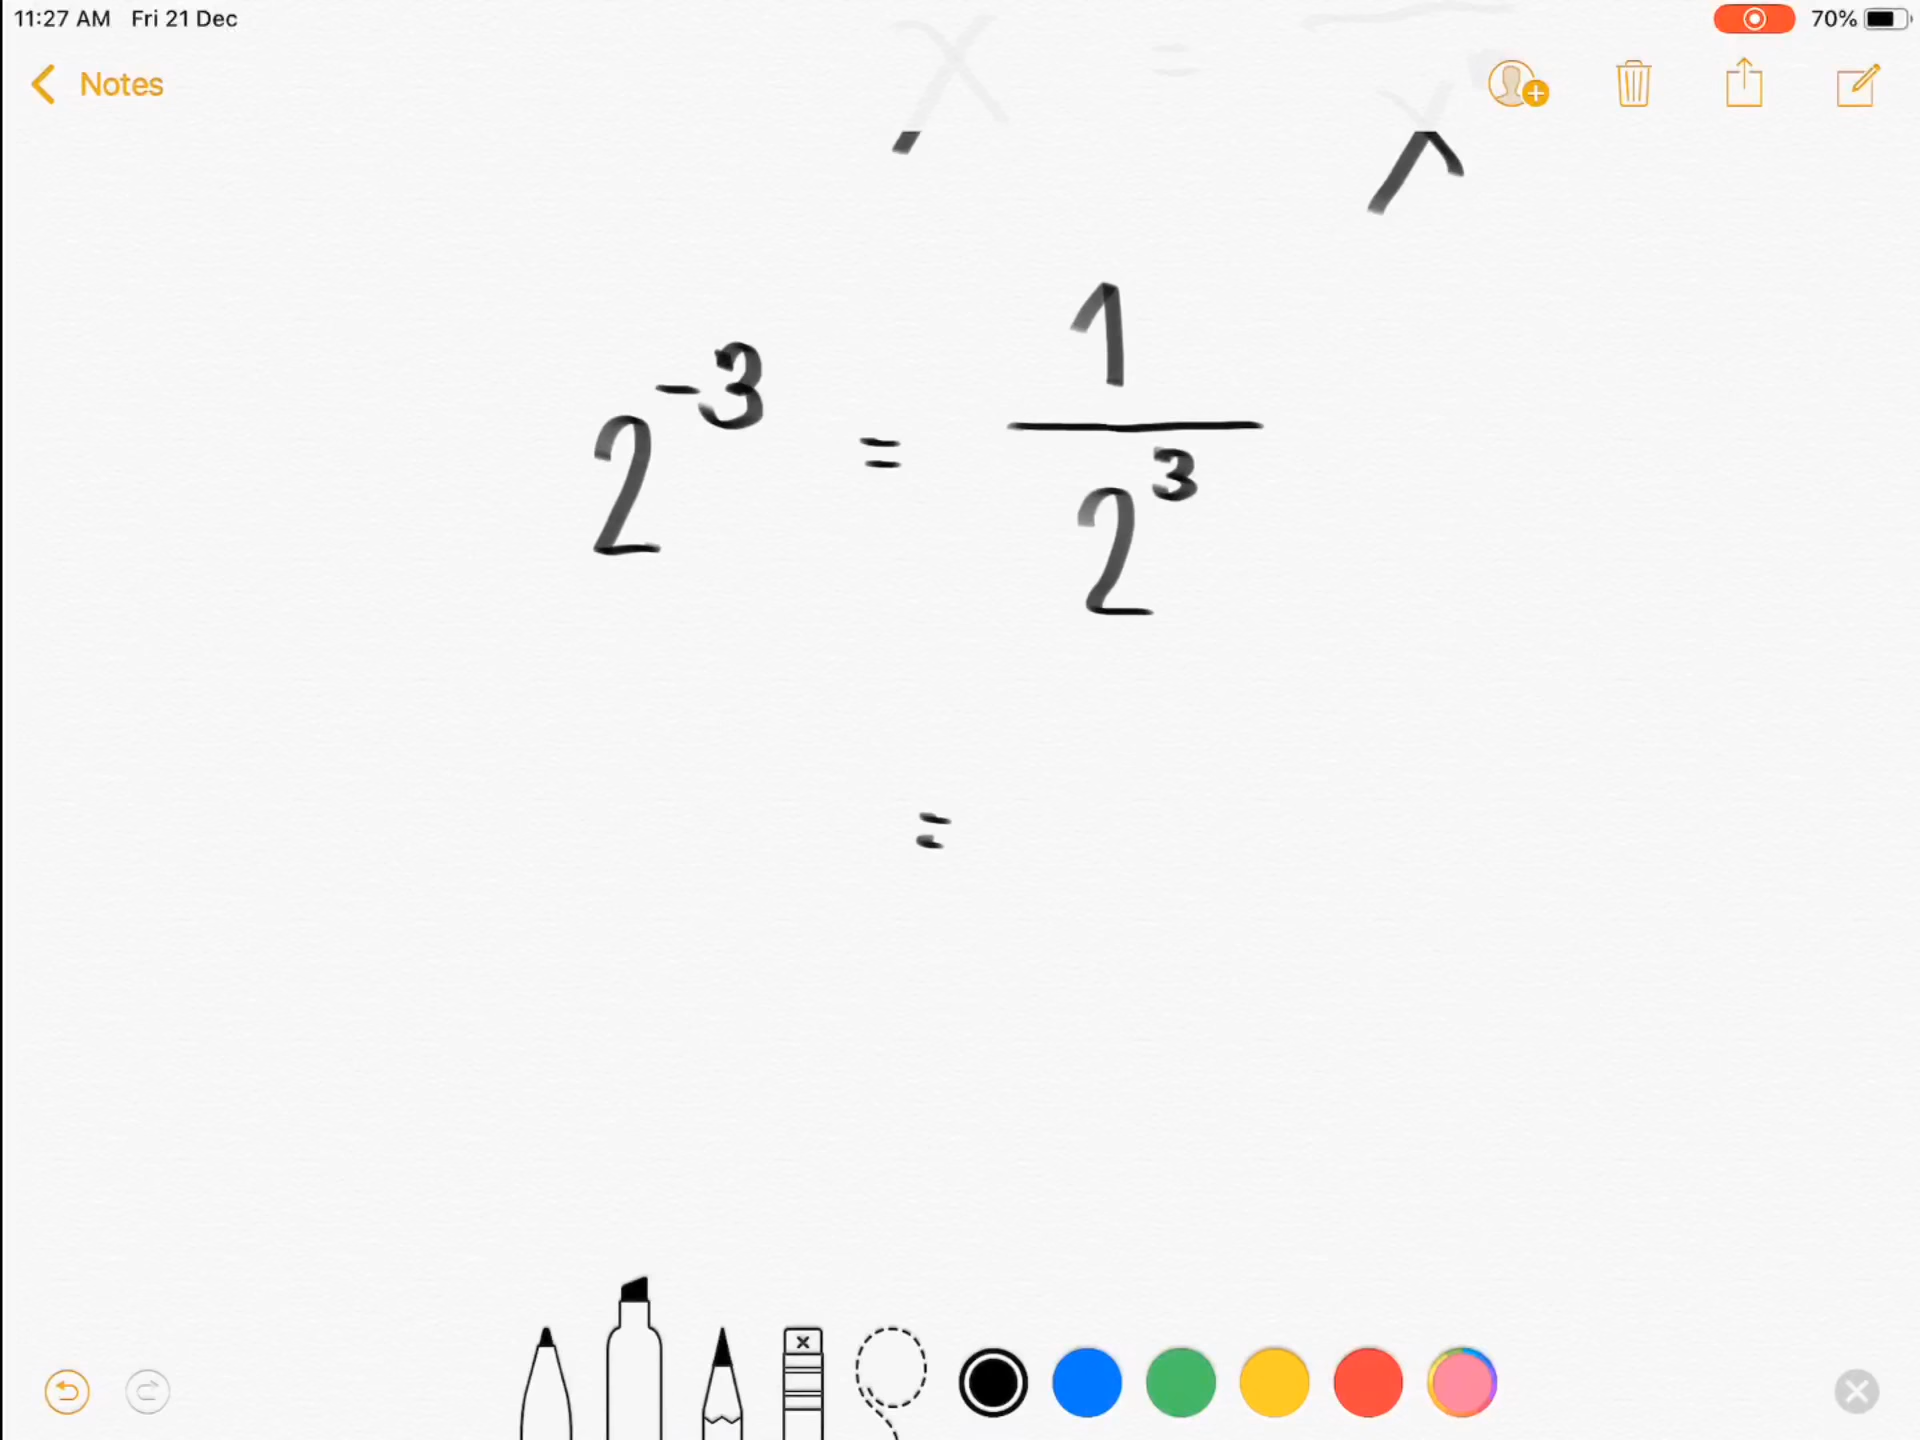 11:27 AM Fri 21 Dec 70%
Notes
x =
2^-3 = 1/2^3
=